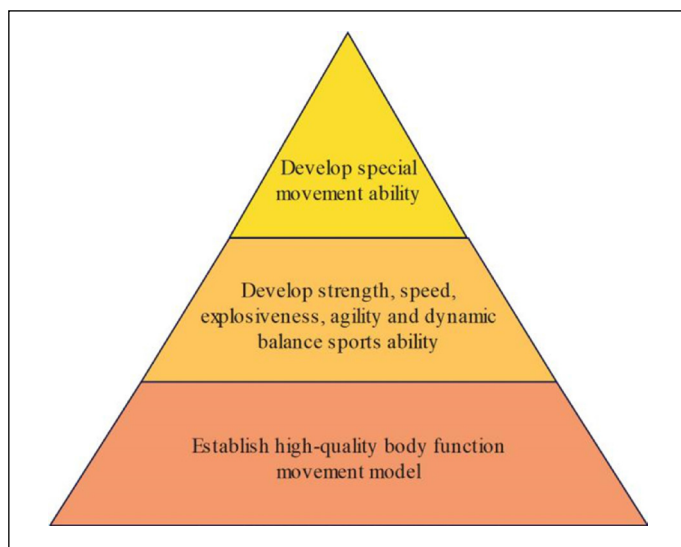 Develop special
movement ability
Develop strength, speed,
explosiveness, agility and dynamic
balance sports ability
Establish high-quality body function
movement model